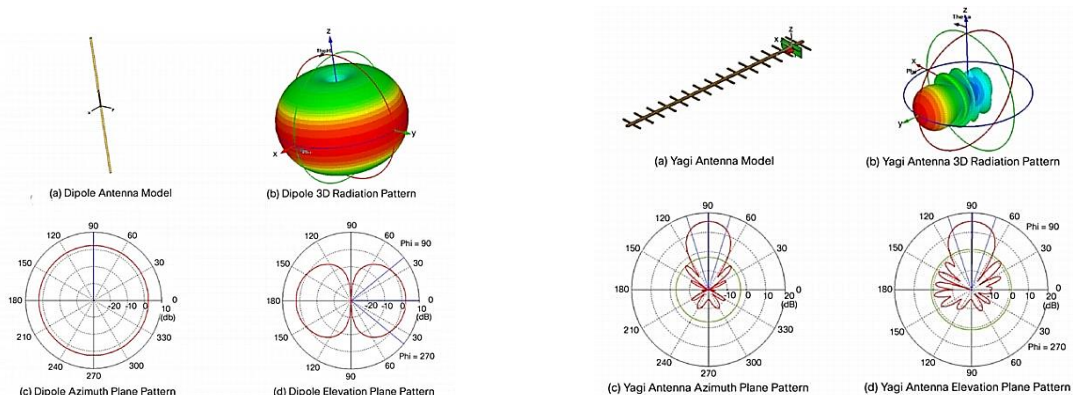 z
Theta
x
y
(a) Dipole Antenna Model
(b) Dipole 3D Radiation Pattern
90
120
60
150
30
180
0
-20 -10 0 10
(db)
210
330
240
300
270
(c) Dipole Azimuth Plane Pattern
90
Phi = 90
120
60
150
30
180
0
-20 -10 0 10
(dB)
150
30
120
60
Phi = 270
90
(d) Dipole Elevation Plane Pattern
z
x
(a) Yagi Antenna Model
z
Theta
x
Phi
y
(b) Yagi Antenna 3D Radiation Pattern
90
120
60
150
30
180
0
-10 0 10 20
(dB)
210
330
240
300
270
(c) Yagi Antenna Azimuth Plane Pattern
90
Phi = 90
120
60
150
30
180
0
-10 0 10 20
(dB)
150
30
Phi = 270
120
60
90
(d) Yagi Antenna Elevation Plane Pattern